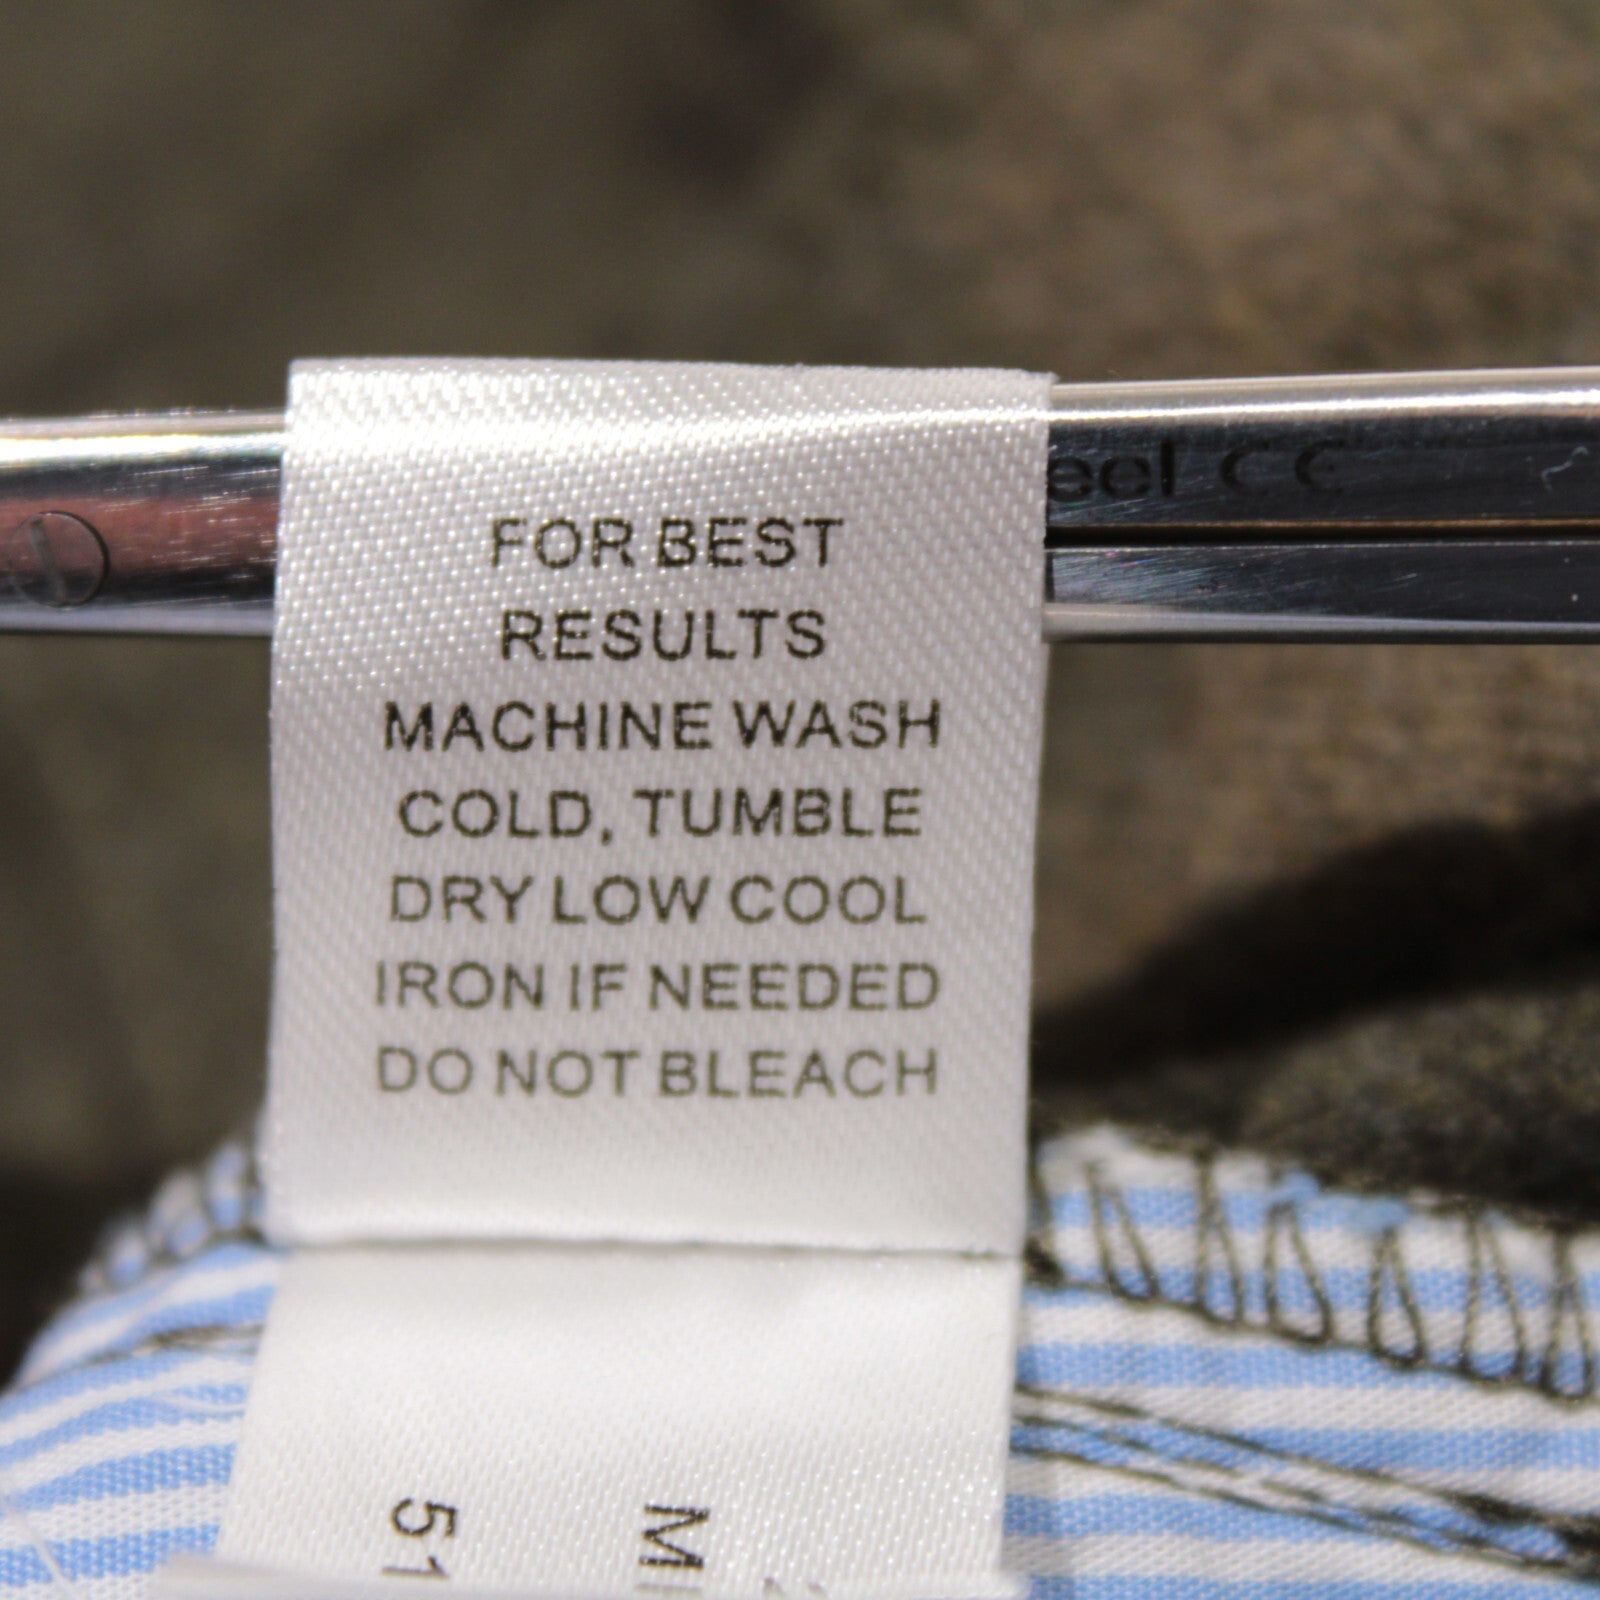 FOR BEST
RESULTS
MACHINE WASH
COLD, TUMBLE
DRY LOW COOL
IRON IF NEEDED
DO NOT BLEACH